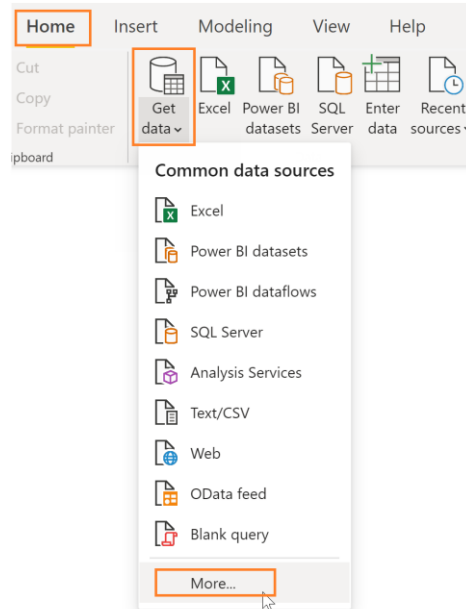 Home Insert Modeling View Help
Cut
Copy
Format painter
ipboard
Get data
Excel
Power BI datasets
SQL Server
Enter data
Recent sources
Common data sources
Excel
Power BI datasets
Power BI dataflows
SQL Server
Analysis Services
Text/CSV
Web
OData feed
Blank query
More...